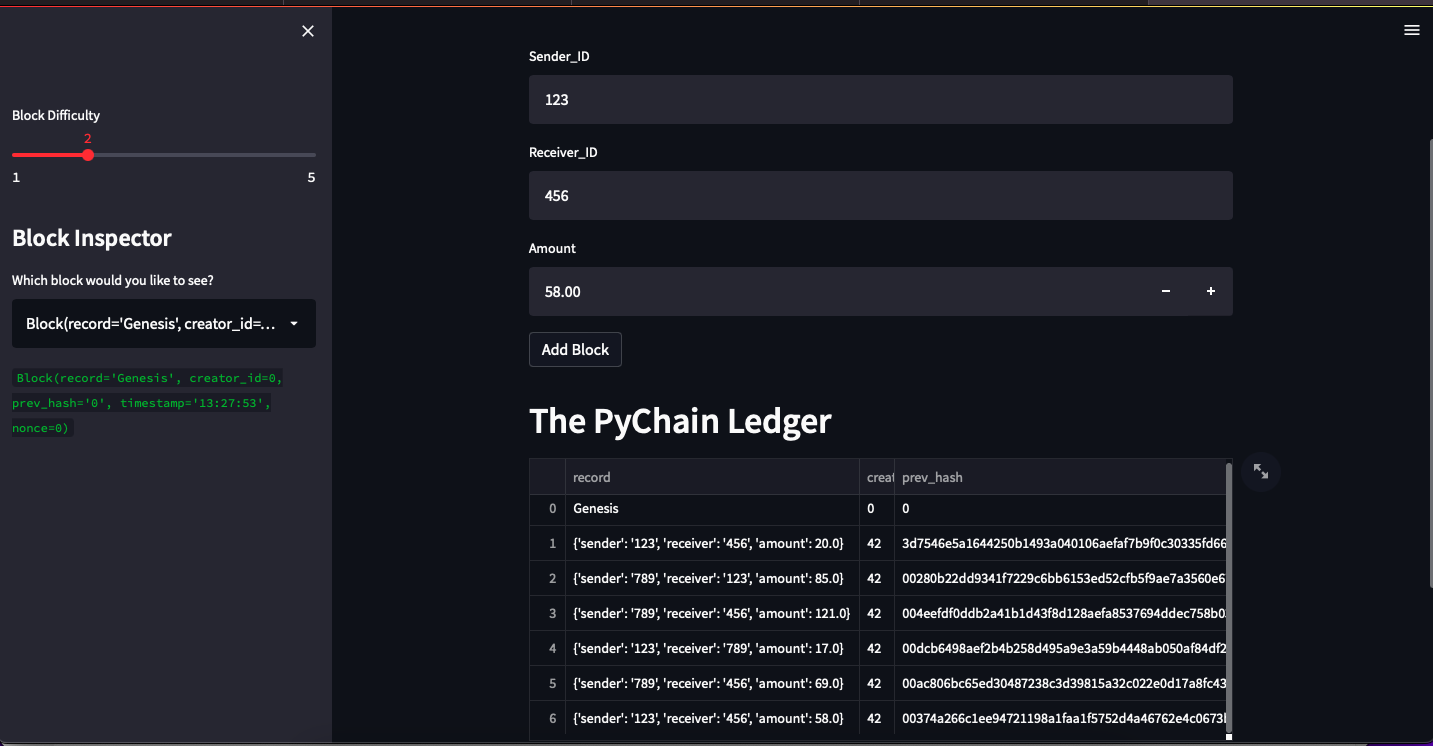 Block Difficulty
2
1 5
Block Inspector
Which block would you like to see?
Block(record='Genesis', creator_id=...
Block(record='Genesis', creator_id=0,
prev_hash='0', timestamp='13:27:53',
nonce=0)
Sender_ID
123
Receiver_ID
456
Amount
58.00
Add Block
The PyChain Ledger
record creat prev_hash
0 Genesis 0 0
1 {'sender': '123', 'receiver': '456', 'amount': 20.0} 42 3d7546e5a1644250b1493a040106aefaf7b9f0c30335fd66
2 {'sender': '789', 'receiver': '123', 'amount': 85.0} 42 00280b22dd9341f7229c6bb6153ed52cfb5f9ae7a3560e6
3 {'sender': '789', 'receiver': '456', 'amount': 121.0} 42 004eefdf0ddb2a41b1d43f8d128aefa8537694ddec758b0
4 {'sender': '123', 'receiver': '789', 'amount': 17.0} 42 00dcb6498aef2b4b258d495a9e3a59b4448ab050af84df2
5 {'sender': '789', 'receiver': '456', 'amount': 69.0} 42 00ac806bc65ed30487238c3d39815a32c022e0d17a8fc43
6 {'sender': '123', 'receiver': '456', 'amount': 58.0} 42 00374a266c1ee94721198a1faa1f5752d4a46762e4c0673